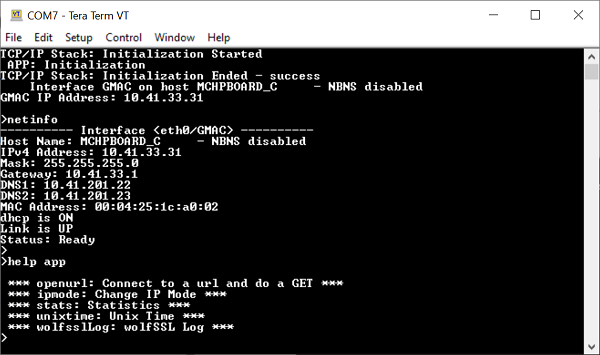 COM7 - Tera Term VT
File Edit Setup Control Window Help
TCP/IP Stack: Initialization Started
APP: Initialization
TCP/IP Stack: Initialization Ended - success
Interface GMAC on host MCHPBOARD_C - NBNS disabled
GMAC IP Address: 10.41.33.31
>netinfo
---------- Interface <eth0/GMAC> ----------
Host Name: MCHPBOARD_C - NBNS disabled
IPv4 Address: 10.41.33.31
Mask: 255.255.255.0
Gateway: 10.41.33.1
DNS1: 10.41.201.22
DNS2: 10.41.201.23
MAC Address: 00:04:25:1c:a0:02
dhcp is ON
Link is UP
Status: Ready
>
>help app
*** openurl: Connect to a url and do a GET ***
*** ipmode: Change IP Mode ***
*** stats: Statistics ***
*** unixtime: Unix Time ***
*** wolfsslLog: wolfSSL Log ***
>